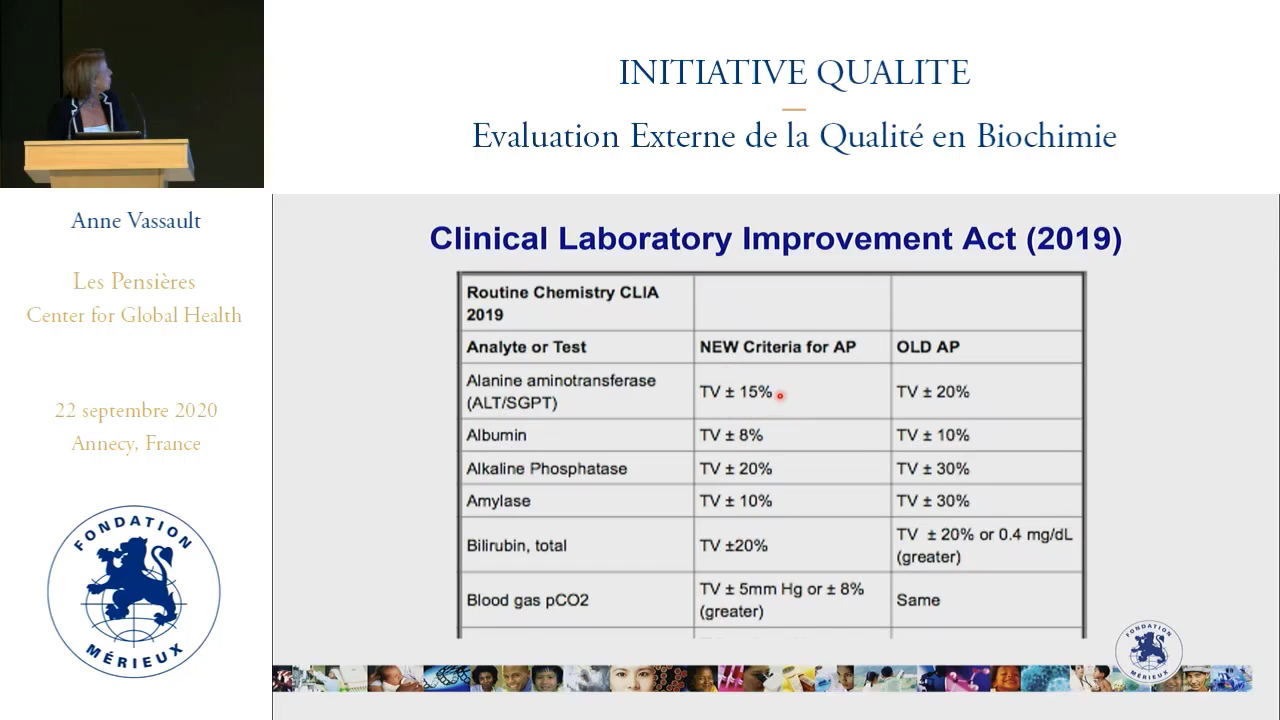 INITIATIVE QUALITE
Evaluation Externe de la Qualité en Biochimie
Anne Vassault
Les Pensières
Center for Global Health
22 septembre 2020
Annecy, France
FONDATION
MÉRIEUX
Clinical Laboratory Improvement Act (2019)
Routine Chemistry CLIA
2019
Analyte or Test
NEW Criteria for AP
OLD AP
Alanine aminotransferase
(ALT/SGPT)
TV ± 15%
TV ± 20%
Albumin
TV ± 8%
TV ± 10%
Alkaline Phosphatase
TV ± 20%
TV ± 30%
Amylase
TV ± 10%
TV ± 30%
Bilirubin, total
TV ±20%
TV ± 20% or 0.4 mg/dL
(greater)
Blood gas pCO2
TV ± 5mm Hg or ± 8%
(greater)
Same
FONDATION
MÉRIEUX